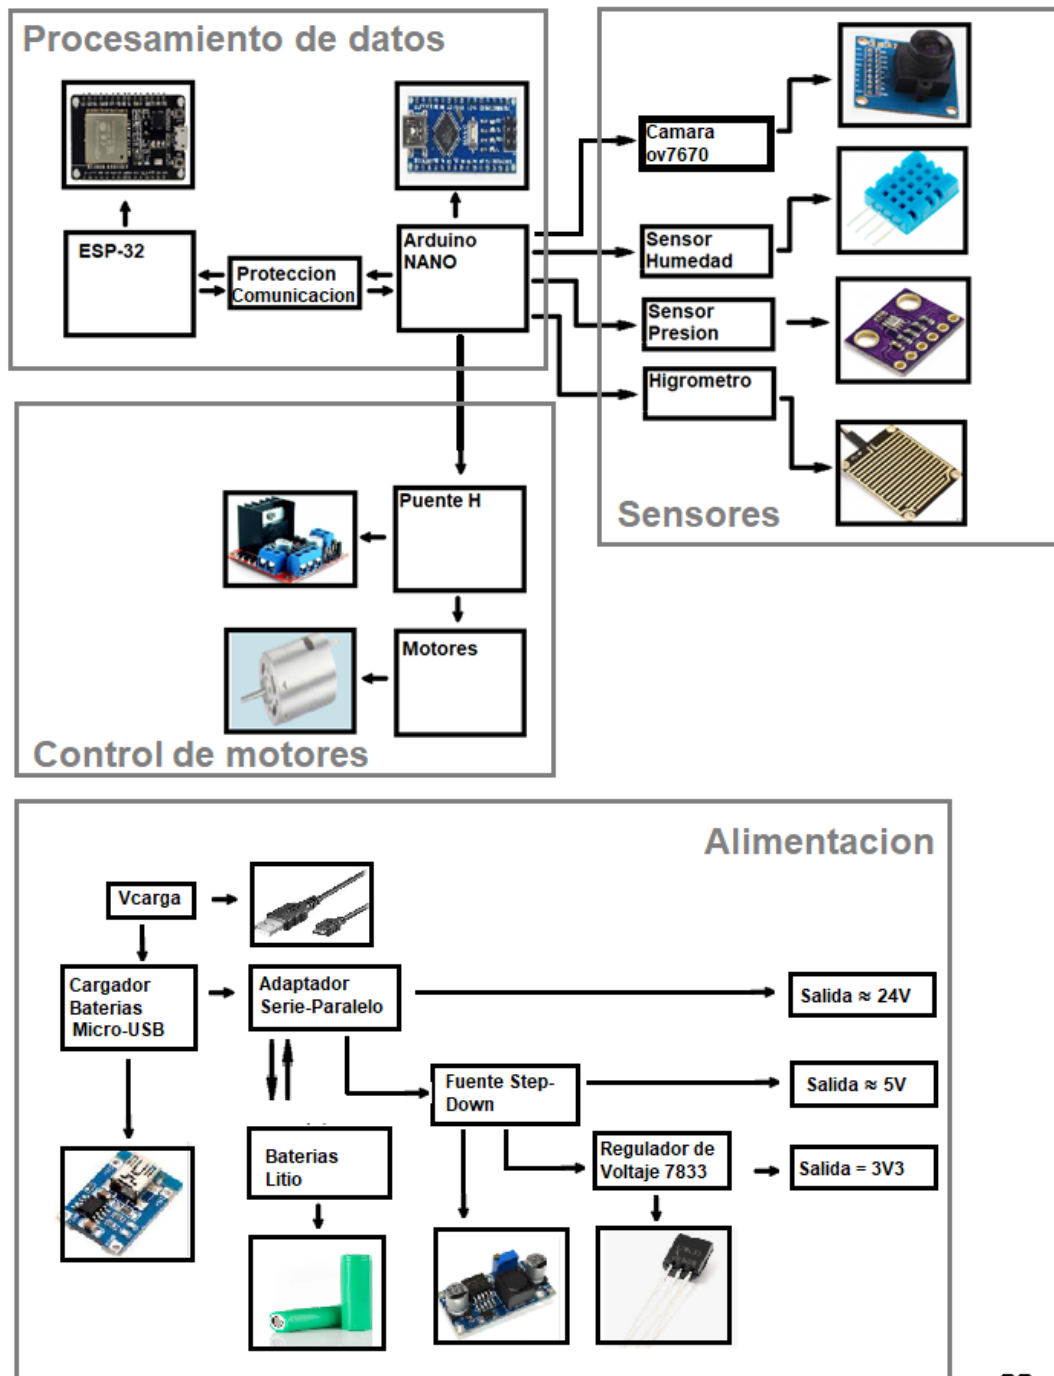 Procesamiento de datos
ESP-32
Proteccion
Comunicacion
Arduino
NANO
Camara
ov7670
Sensor
Humedad
Sensor
Presion
Higrometro
Sensores
Puente H
Motores
Control de motores
Alimentacion
Vcarga
Cargador
Baterias
Micro-USB
Adaptador
Serie-Paralelo
Salida ≈ 24V
Fuente Step-
Down
Salida ≈ 5V
Baterias
Litio
Regulador de
Voltaje 7833
Salida = 3V3